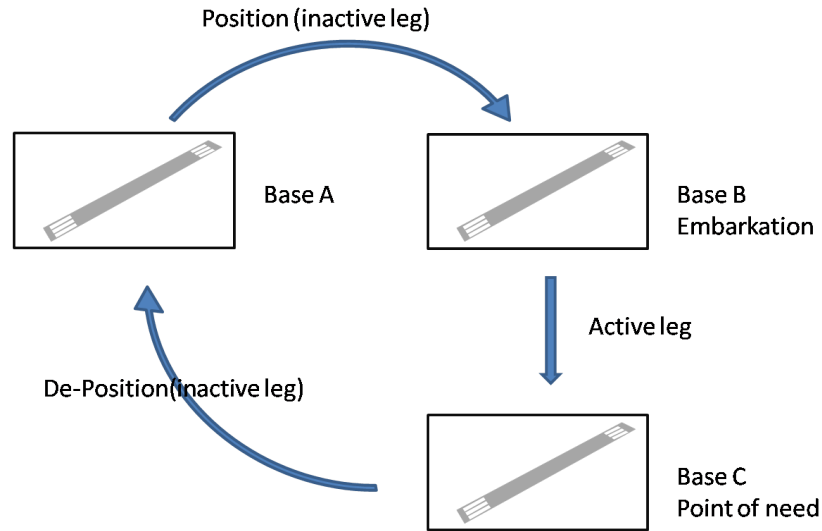 Position (inactive leg)
Base A
Base B
Embarkation
Active leg
De-Position(inactive leg)
Base C
Point of need